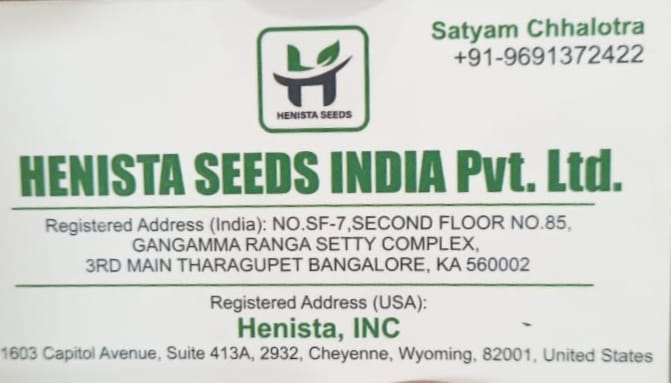 Satyam Chhalotra
+91-9691372422
HENISTA SEEDS
HENISTA SEEDS INDIA Pvt. Ltd.
Registered Address (India): NO.SF-7,SECOND FLOOR NO.85,
GANGAMMA RANGA SETTY COMPLEX,
3RD MAIN THARAGUPET BANGALORE, KA 560002
Registered Address (USA):
Henista, INC
1603 Capitol Avenue, Suite 413A, 2932, Cheyenne, Wyoming, 82001, United States